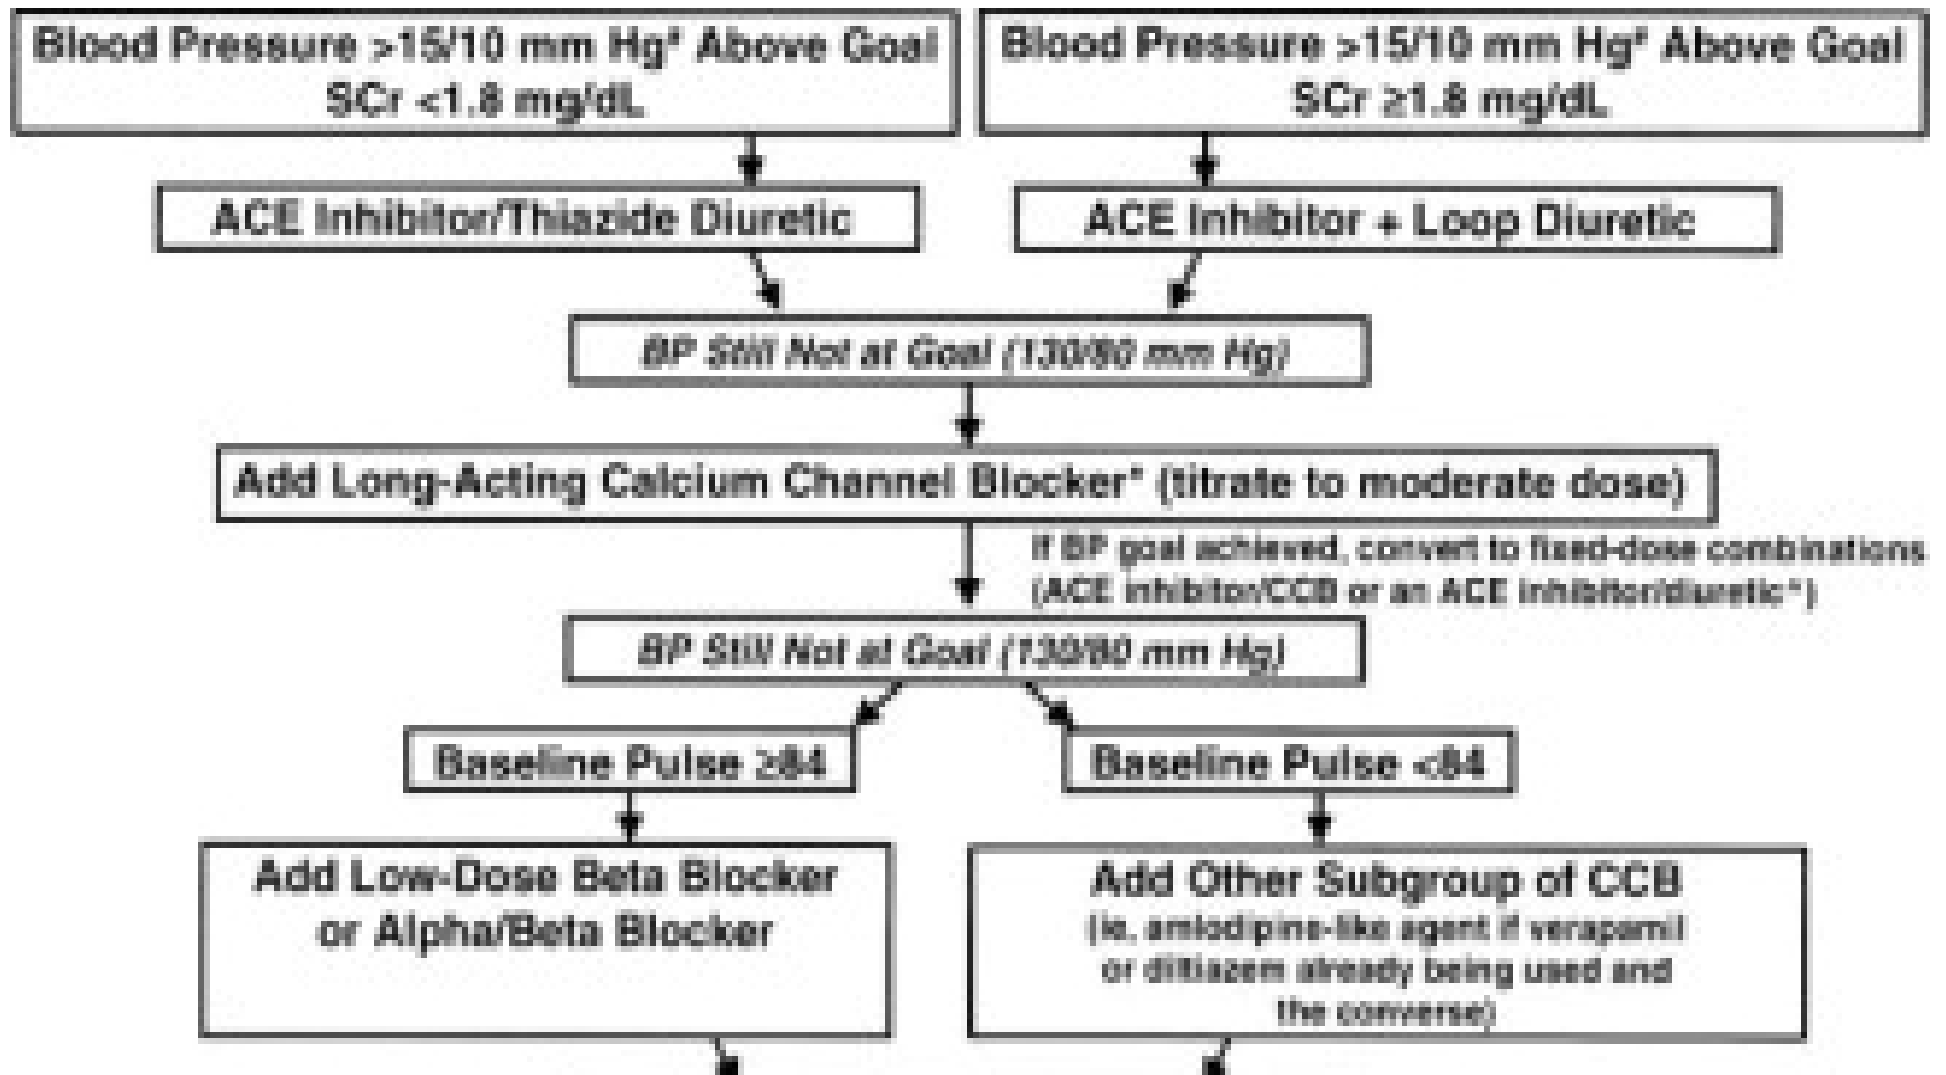 Blood Pressure >15/10 mm Hg* Above Goal
SCr <1.8 mg/dL
Blood Pressure >15/10 mm Hg* Above Goal
SCr ≥1.8 mg/dL
ACE Inhibitor/Thiazide Diuretic
ACE Inhibitor + Loop Diuretic
BP Still Not at Goal (130/80 mm Hg)
Add Long-Acting Calcium Channel Blocker* (titrate to moderate dose)
If BP goal achieved, convert to fixed-dose combinations
(ACE inhibitor/CCB or an ACE inhibitor/diuretic^)
BP Still Not at Goal (130/80 mm Hg)
Baseline Pulse ≥84
Baseline Pulse <84
Add Low-Dose Beta Blocker
or Alpha/Beta Blocker
Add Other Subgroup of CCB
(ie, amlodipine-like agent if verapamil
or diltiazem already being used and
the converse)